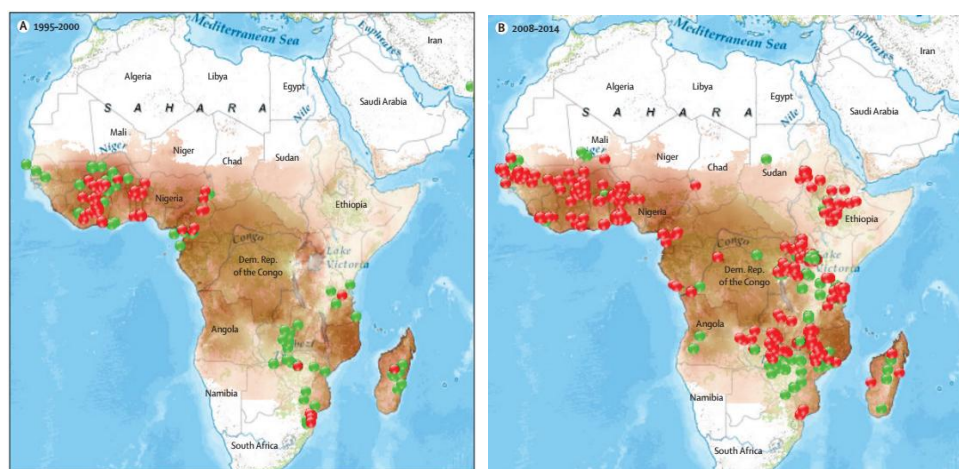 A 1995–2000
Mediterranean Sea
Euphrates
Iran
Algeria
Libya
Egypt
Nile
Saudi Arabia
S A H A R A
Mali
Niger
Niger
Chad
Sudan
Nigeria
Ethiopia
Congo
Lake
Victoria
Dem. Rep.
of the Congo
Angola
Namibia
South Africa
B 2008–2014
Mediterranean Sea
Euphrates
Iran
Algeria
Libya
Egypt
Nile
Saudi Arabia
S A H A R A
Mali
Niger
Niger
Chad
Sudan
Nigeria
Ethiopia
Congo
Lake
Victoria
Dem. Rep.
of the Congo
Angola
Namibia
South Africa